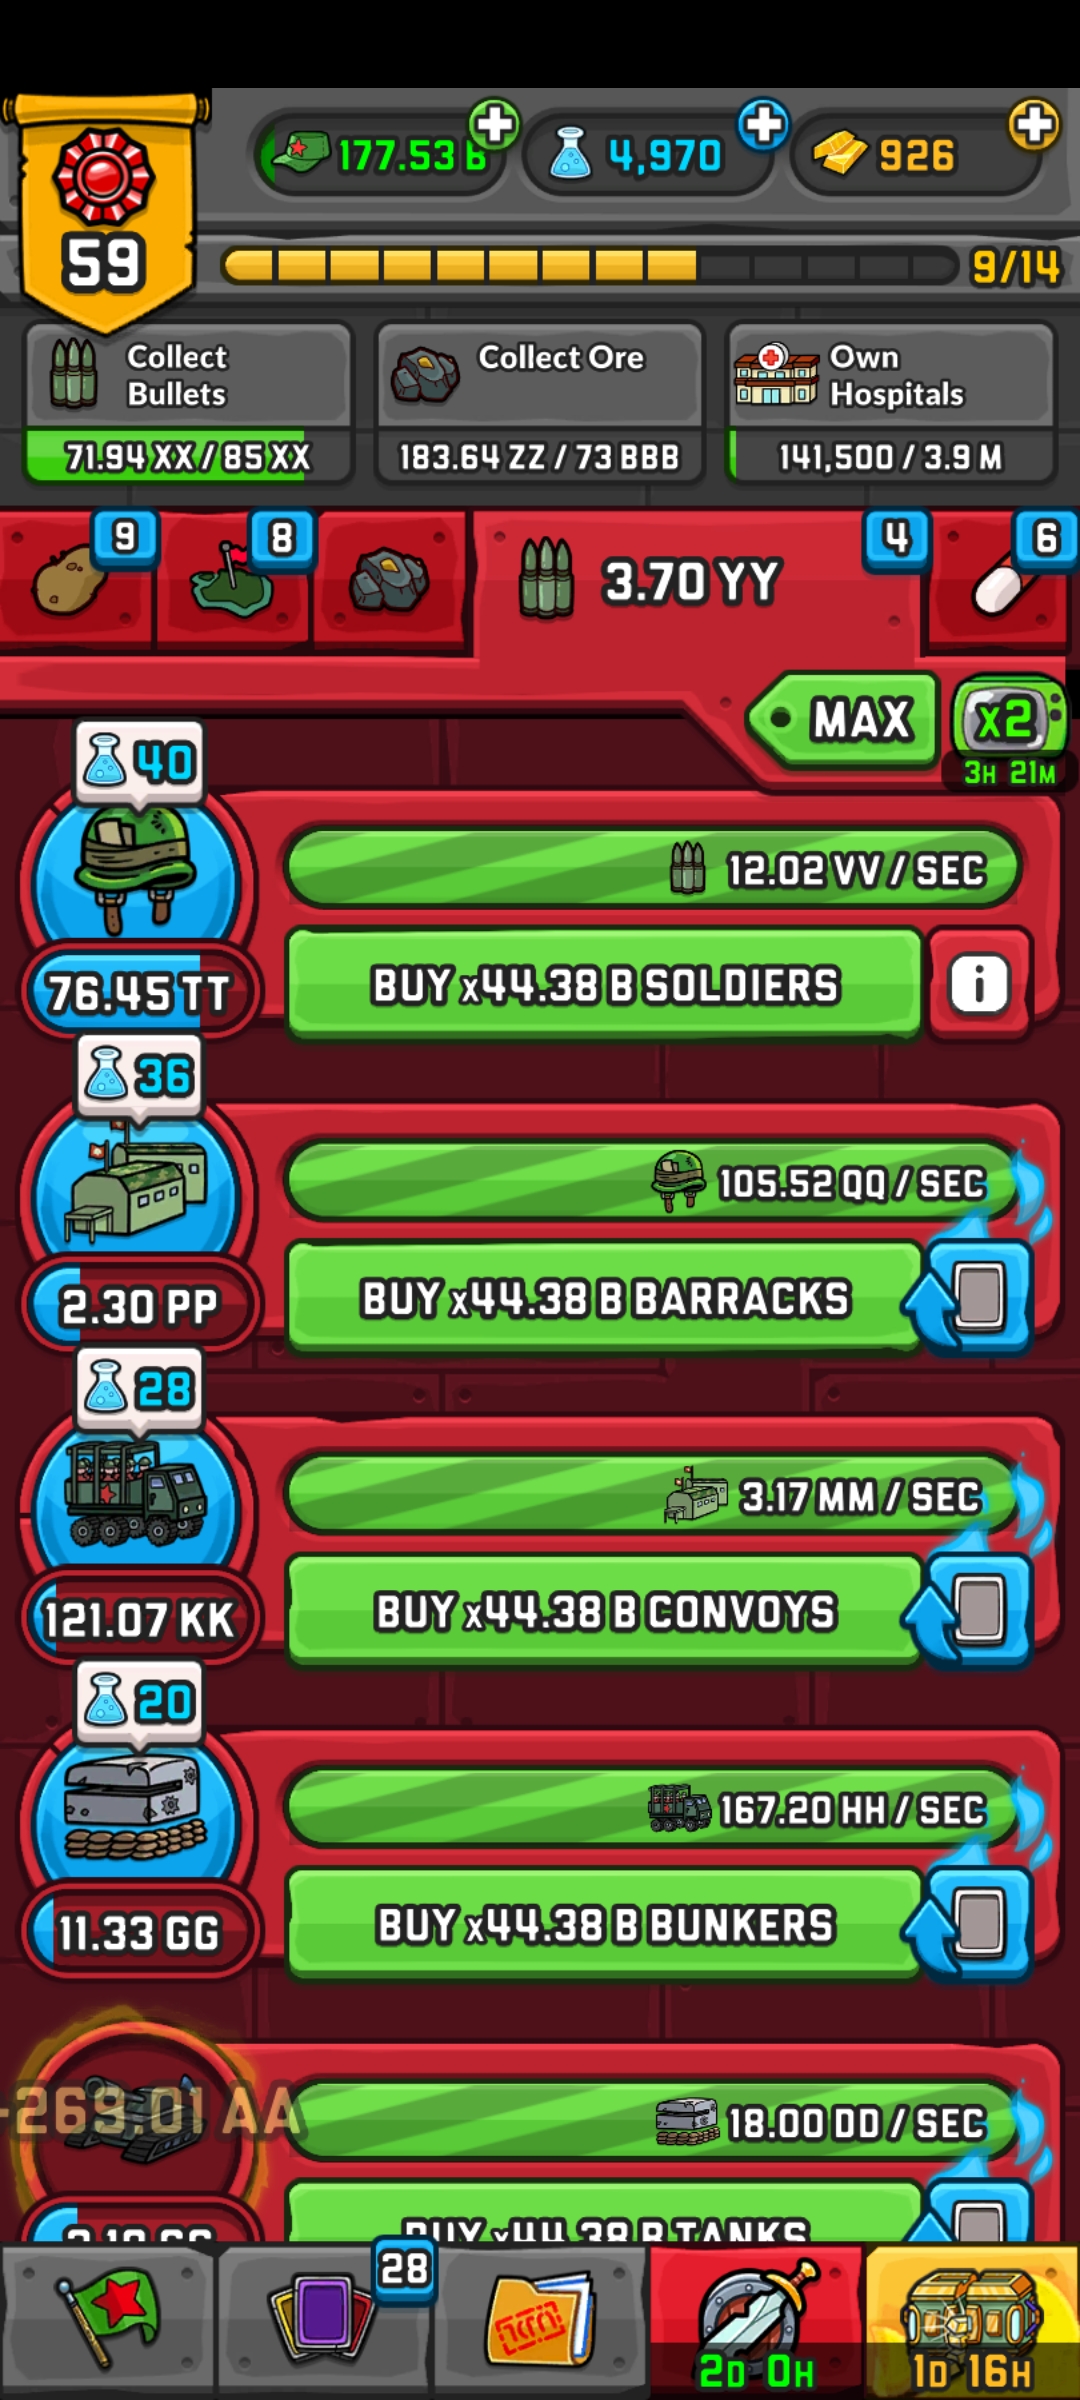 177.53 B
4,970
926
59
9/14
Collect
Bullets
71.94 XX / 85 XX
Collect Ore
183.64 ZZ / 73 BBB
Own
Hospitals
141,500 / 3.9 M
9
8
3.70 YY
4
6
MAX
x2
3H 21M
40
12.02 VV / SEC
BUY x44.38 B SOLDIERS
i
76.45 TT
36
105.52 QQ / SEC
BUY x44.38 B BARRACKS
2.30 PP
28
3.17 MM / SEC
BUY x44.38 B CONVOYS
121.07 KK
20
167.20 HH / SEC
BUY x44.38 B BUNKERS
11.33 GG
-269.01 AA
18.00 DD / SEC
BUY x44.38 B TANKS
28
2D 0H
1D 16H